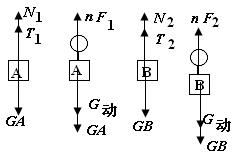 N1 nF1 N2 nF2
T1 T2
A A B B
G动 G动
GA GA GB GB